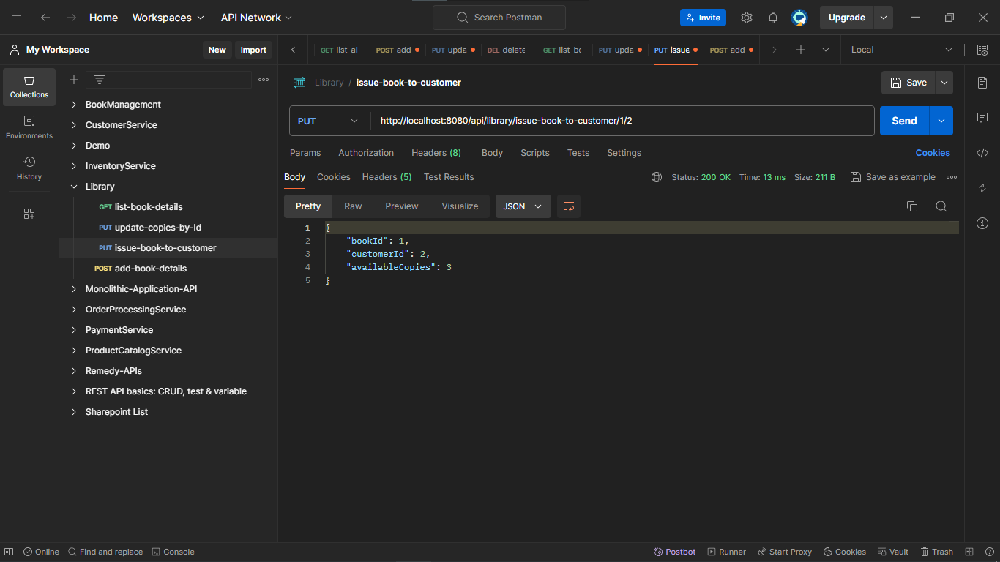 Home Workspaces API Network Search Postman Invite Upgrade
My Workspace New Import GET list-al POST add PUT upda DEL delete GET list-bo PUT upda PUT issue POST add Local
Collections
Environments
History
BookManagement
CustomerService
Demo
InventoryService
Library
GET list-book-details
PUT update-copies-by-Id
PUT issue-book-to-customer
POST add-book-details
Monolithic-Application-API
OrderProcessingService
PaymentService
ProductCatalogService
Remedy-APIs
REST API basics: CRUD, test & variable
Sharepoint List
HTTP Library / issue-book-to-customer Save
PUT http://localhost:8080/api/library/issue-book-to-customer/1/2 Send
Params Authorization Headers (8) Body Scripts Tests Settings Cookies
Body Cookies Headers (5) Test Results Status: 200 OK Time: 13 ms Size: 211 B Save as example
Pretty Raw Preview Visualize JSON
1 {
2 "bookId": 1,
3 "customerId": 2,
4 "availableCopies": 3
5 }
Online Find and replace Console Postbot Runner Start Proxy Cookies Vault Trash